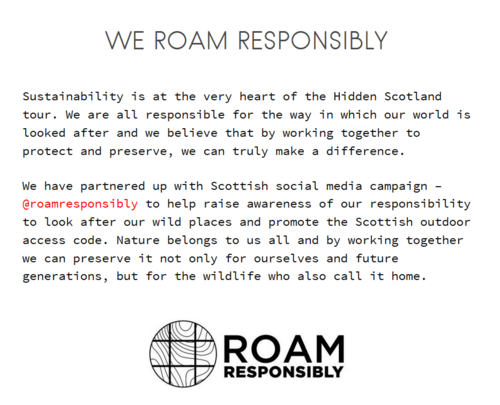 WE ROAM RESPONSIBLY
Sustainability is at the very heart of the Hidden Scotland
tour. We are all responsible for the way in which our world is
looked after and we believe that by working together to
protect and preserve, we can truly make a difference.
We have partnered up with Scottish social media campaign –
@roamresponsibly to help raise awareness of our responsibility
to look after our wild places and promote the Scottish outdoor
access code. Nature belongs to us all and by working together
we can preserve it not only for ourselves and future
generations, but for the wildlife who also call it home.
ROAM
RESPONSIBLY